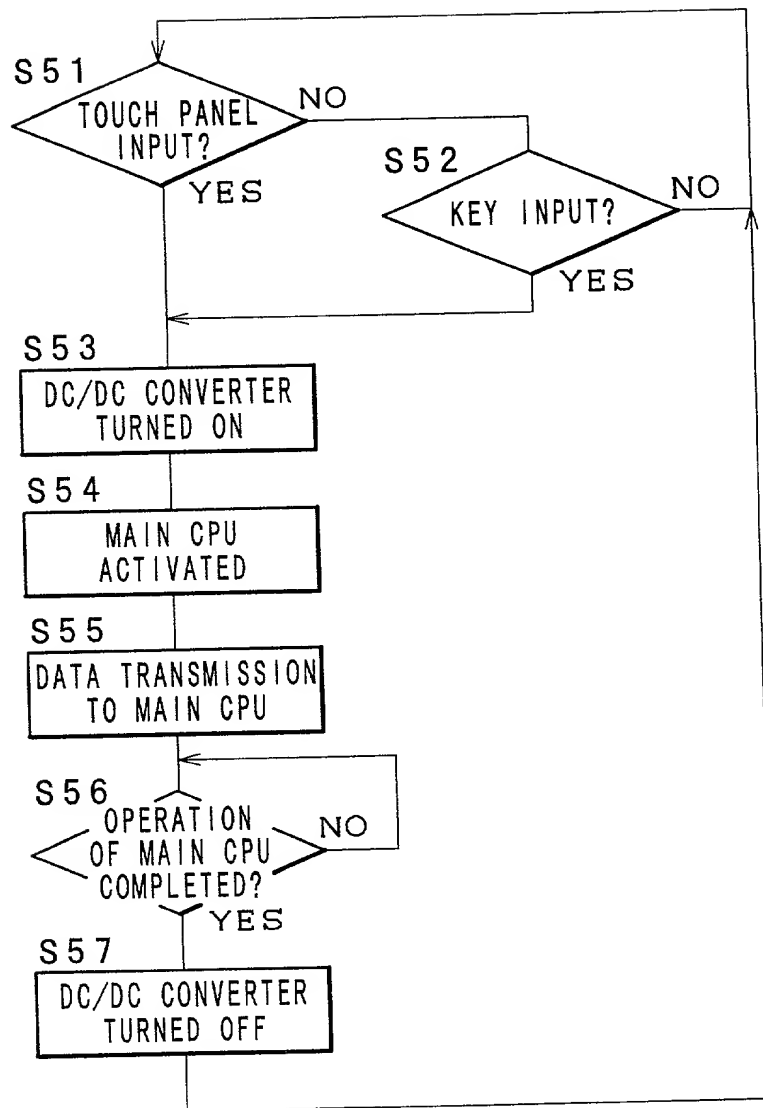 S51
TOUCH PANEL
INPUT?
NO
YES
S52
KEY INPUT?
NO
YES
S53
DC/DC CONVERTER
TURNED ON
S54
MAIN CPU
ACTIVATED
S55
DATA TRANSMISSION
TO MAIN CPU
S56
OPERATION
OF MAIN CPU
COMPLETED?
NO
YES
S57
DC/DC CONVERTER
TURNED OFF